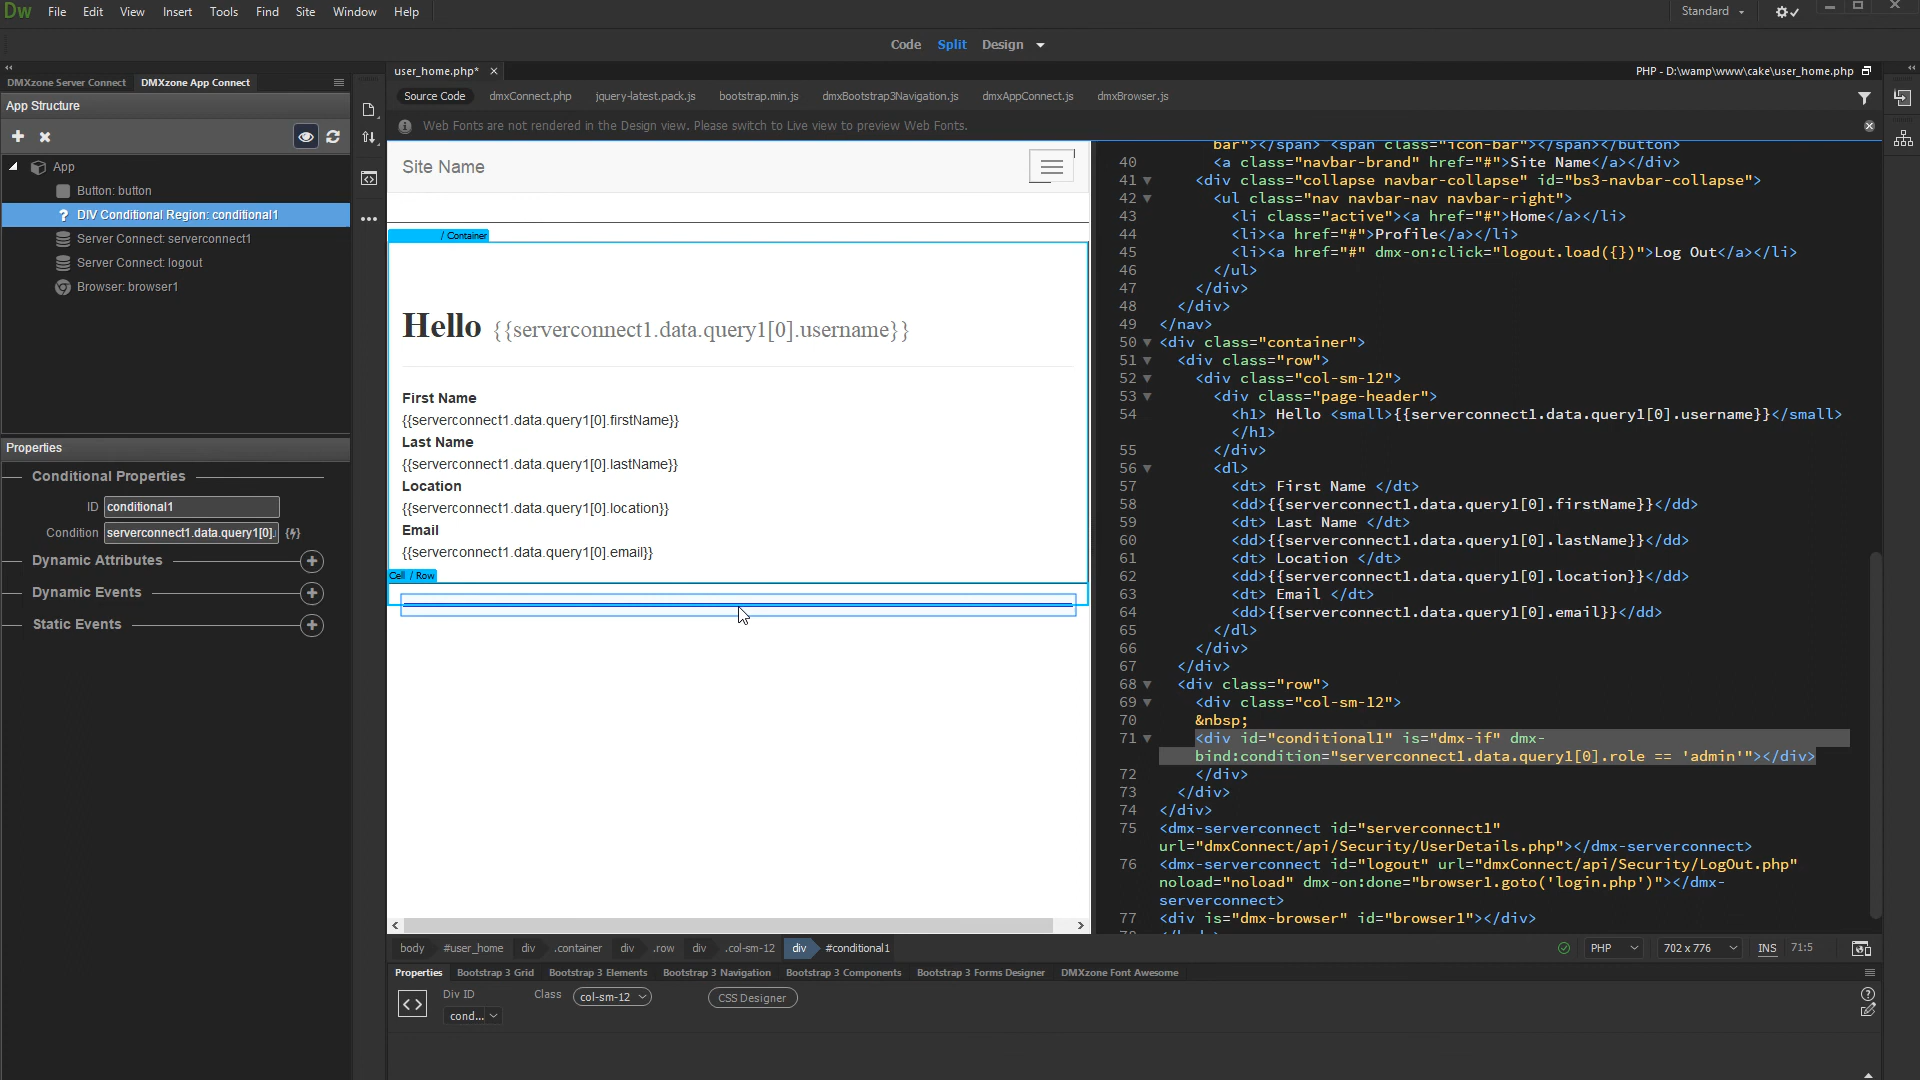 Dw File Edit View Insert Tools Find Site Window Help
Standard
Code Split Design
DMXzone Server Connect DMXzone App Connect
App Structure
App
Button: button
? DIV Conditional Region: conditional1
Server Connect: serverconnect1
Server Connect: logout
Browser: browser1
Properties
Conditional Properties
ID conditional1
Condition serverconnect1.data.query1[0].
Dynamic Attributes
Dynamic Events
Static Events
user_home.php*
PHP - D:\wamp\www\cake\user_home.php
Source Code dmxConnect.php jquery-latest.pack.js bootstrap.min.js dmxBootstrap3Navigation.js dmxAppConnect.js dmxBrowser.js
Web Fonts are not rendered in the Design view. Please switch to Live view to preview Web Fonts.
Site Name
/ Container
Hello {{serverconnect1.data.query1[0].username}}
First Name
{{serverconnect1.data.query1[0].firstName}}
Last Name
{{serverconnect1.data.query1[0].lastName}}
Location
{{serverconnect1.data.query1[0].location}}
Email
{{serverconnect1.data.query1[0].email}}
Cell / Row
bar"></span> <span class="icon-bar"></span></button>
40 <a class="navbar-brand" href="#">Site Name</a></div>
41 <div class="collapse navbar-collapse" id="bs3-navbar-collapse">
42 <ul class="nav navbar-nav navbar-right">
43 <li class="active"><a href="#">Home</a></li>
44 <li><a href="#">Profile</a></li>
45 <li><a href="#" dmx-on:click="logout.load({})">Log Out</a></li>
46 </ul>
47 </div>
48 </div>
49 </nav>
50 <div class="container">
51 <div class="row">
52 <div class="col-sm-12">
53 <div class="page-header">
54 <h1> Hello <small>{{serverconnect1.data.query1[0].username}}</small>
</h1>
55 </div>
56 <dl>
57 <dt> First Name </dt>
58 <dd>{{serverconnect1.data.query1[0].firstName}}</dd>
59 <dt> Last Name </dt>
60 <dd>{{serverconnect1.data.query1[0].lastName}}</dd>
61 <dt> Location </dt>
62 <dd>{{serverconnect1.data.query1[0].location}}</dd>
63 <dt> Email </dt>
64 <dd>{{serverconnect1.data.query1[0].email}}</dd>
65 </dl>
66 </div>
67 </div>
68 <div class="row">
69 <div class="col-sm-12">
70 &nbsp;
71 <div id="conditional1" is="dmx-if" dmx-
bind:condition="serverconnect1.data.query1[0].role == 'admin'"></div>
72 </div>
73 </div>
74 </div>
75 <dmx-serverconnect id="serverconnect1"
url="dmxConnect/api/Security/UserDetails.php"></dmx-serverconnect>
76 <dmx-serverconnect id="logout" url="dmxConnect/api/Security/LogOut.php"
noload="noload" dmx-on:done="browser1.goto('login.php')"></dmx-
serverconnect>
77 <div is="dmx-browser" id="browser1"></div>
body #user_home div .container div .row div .col-sm-12 div #conditional1
PHP 702 x 776 INS 71:5
Properties Bootstrap 3 Grid Bootstrap 3 Elements Bootstrap 3 Navigation Bootstrap 3 Components Bootstrap 3 Forms Designer DMXzone Font Awesome
Div ID Class col-sm-12 CSS Designer
cond...